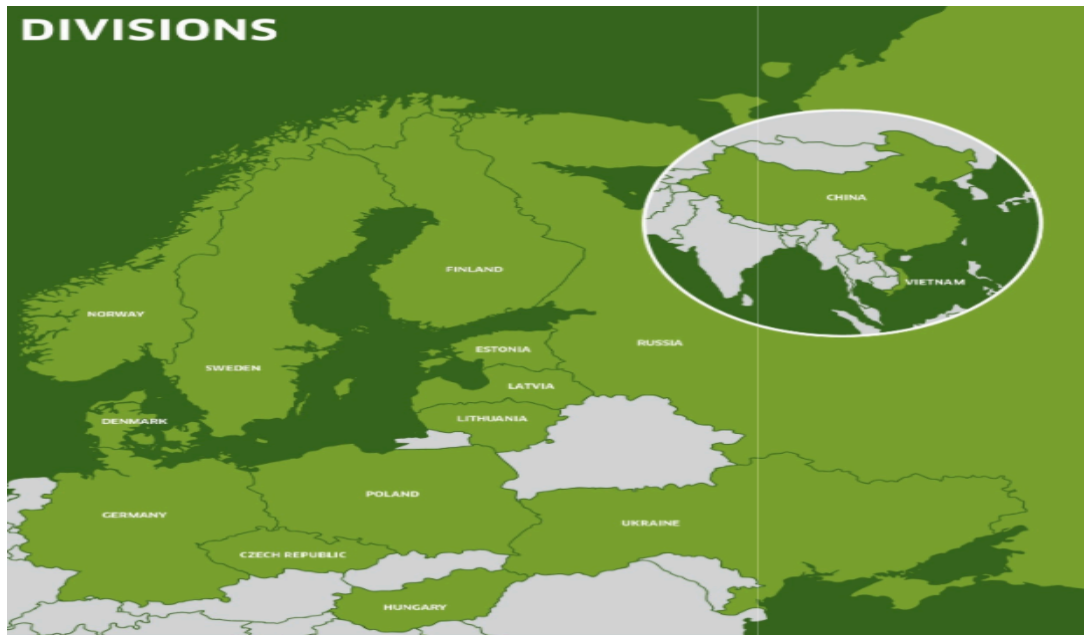 DIVISIONS
CHINA
FINLAND
VIETNAM
NORWAY
RUSSIA
ESTONIA
SWEDEN
LATVIA
LITHUANIA
DENMARK
POLAND
GERMANY
UKRAINE
CZECH REPUBLIC
HUNGARY